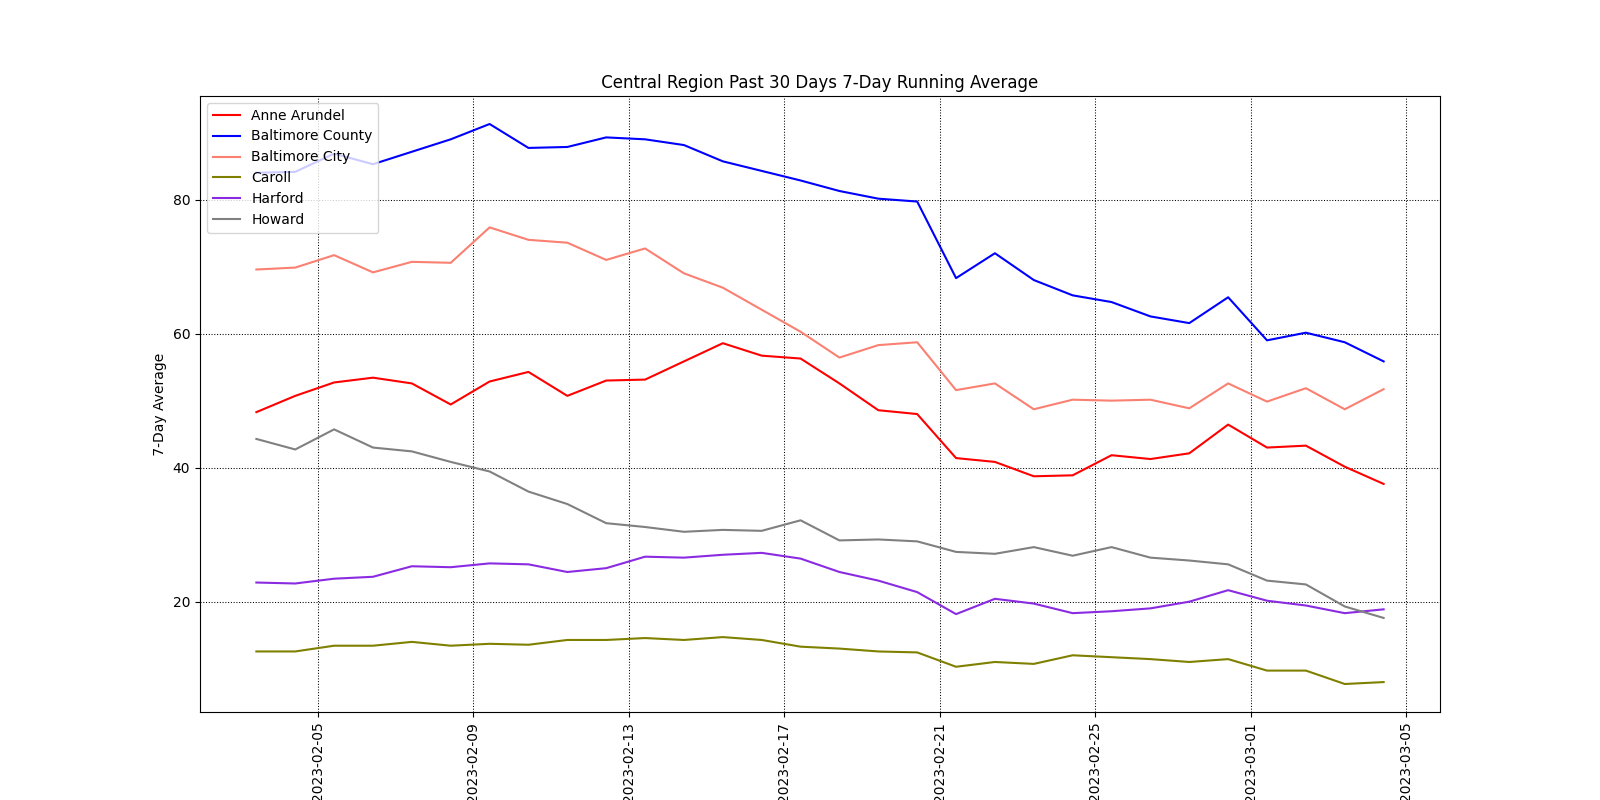 Central Region Past 30 Days 7-Day Running Average
Anne Arundel
Baltimore County
Baltimore City
Caroll
Harford
Howard
80
60
40
20
7-Day Average
2023-02-05
2023-02-09
2023-02-13
2023-02-17
2023-02-21
2023-02-25
2023-03-01
2023-03-05